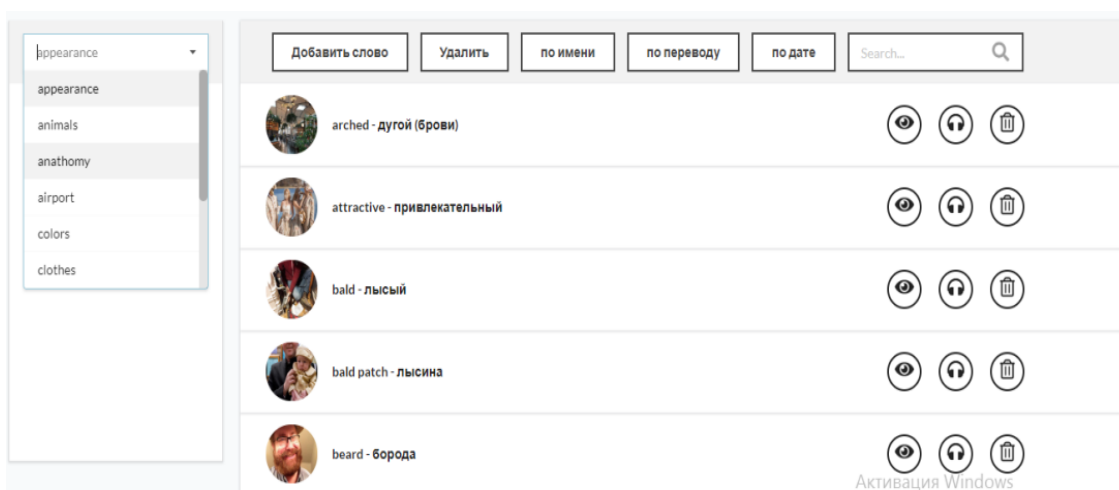 appearance
appearance
animals
anathomy
airport
colors
clothes
Добавить слово Удалить по имени по переводу по дате Search...
arched - дугой (брови)
attractive - привлекательный
bald - лысый
bald patch - лысина
beard - борода
Активация Windows